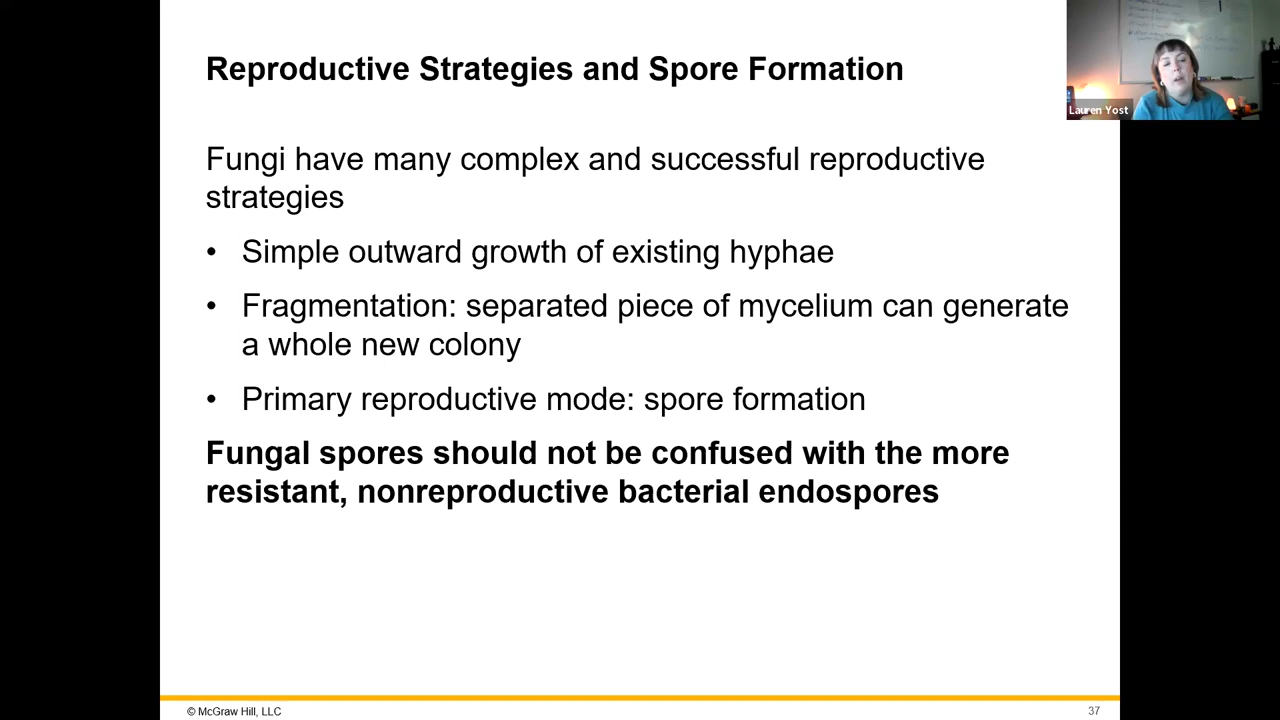 Reproductive Strategies and Spore Formation
Lauren Yost
Fungi have many complex and successful reproductive
strategies
• Simple outward growth of existing hyphae
• Fragmentation: separated piece of mycelium can generate
a whole new colony
• Primary reproductive mode: spore formation
Fungal spores should not be confused with the more
resistant, nonreproductive bacterial endospores
© McGraw Hill, LLC
37